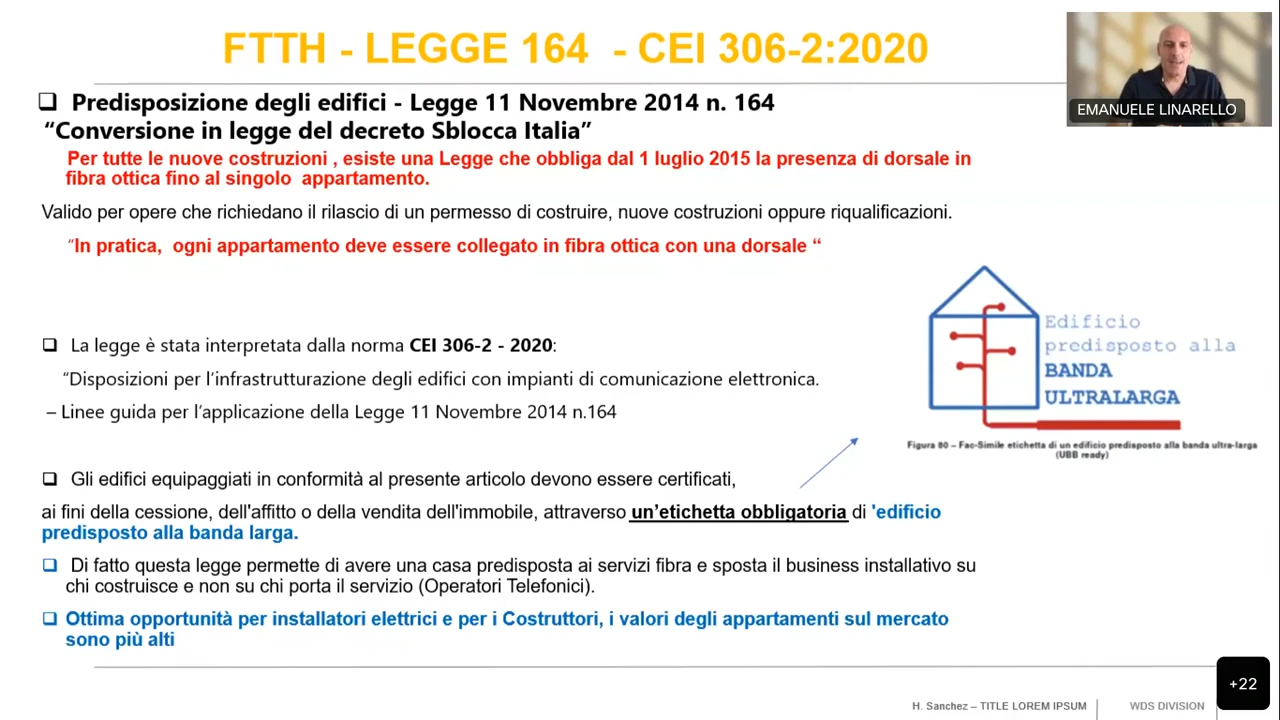 FTTH - LEGGE 164 - CEI 306-2:2020
EMANUELE LINARELLO
❑ Predisposizione degli edifici - Legge 11 Novembre 2014 n. 164
“Conversione in legge del decreto Sblocca Italia”
Per tutte le nuove costruzioni , esiste una Legge che obbliga dal 1 luglio 2015 la presenza di dorsale in
fibra ottica fino al singolo appartamento.
Valido per opere che richiedano il rilascio di un permesso di costruire, nuove costruzioni oppure riqualificazioni.
“In pratica, ogni appartamento deve essere collegato in fibra ottica con una dorsale “
❑ La legge è stata interpretata dalla norma CEI 306-2 - 2020:
“Disposizioni per l’infrastrutturazione degli edifici con impianti di comunicazione elettronica.
– Linee guida per l’applicazione della Legge 11 Novembre 2014 n.164
Edificio
predisposto alla
BANDA
ULTRALARGA
Figura 80 – Fac-Simile etichetta di un edificio predisposto alla banda ultra-larga
(UBB ready)
❑ Gli edifici equipaggiati in conformità al presente articolo devono essere certificati,
ai fini della cessione, dell'affitto o della vendita dell'immobile, attraverso un’etichetta obbligatoria di 'edificio
predisposto alla banda larga.
❑ Di fatto questa legge permette di avere una casa predisposta ai servizi fibra e sposta il business installativo su
chi costruisce e non su chi porta il servizio (Operatori Telefonici).
❑ Ottima opportunità per installatori elettrici e per i Costruttori, i valori degli appartamenti sul mercato
sono più alti
+22
H. Sanchez – TITLE LOREM IPSUM
WDS DIVISION